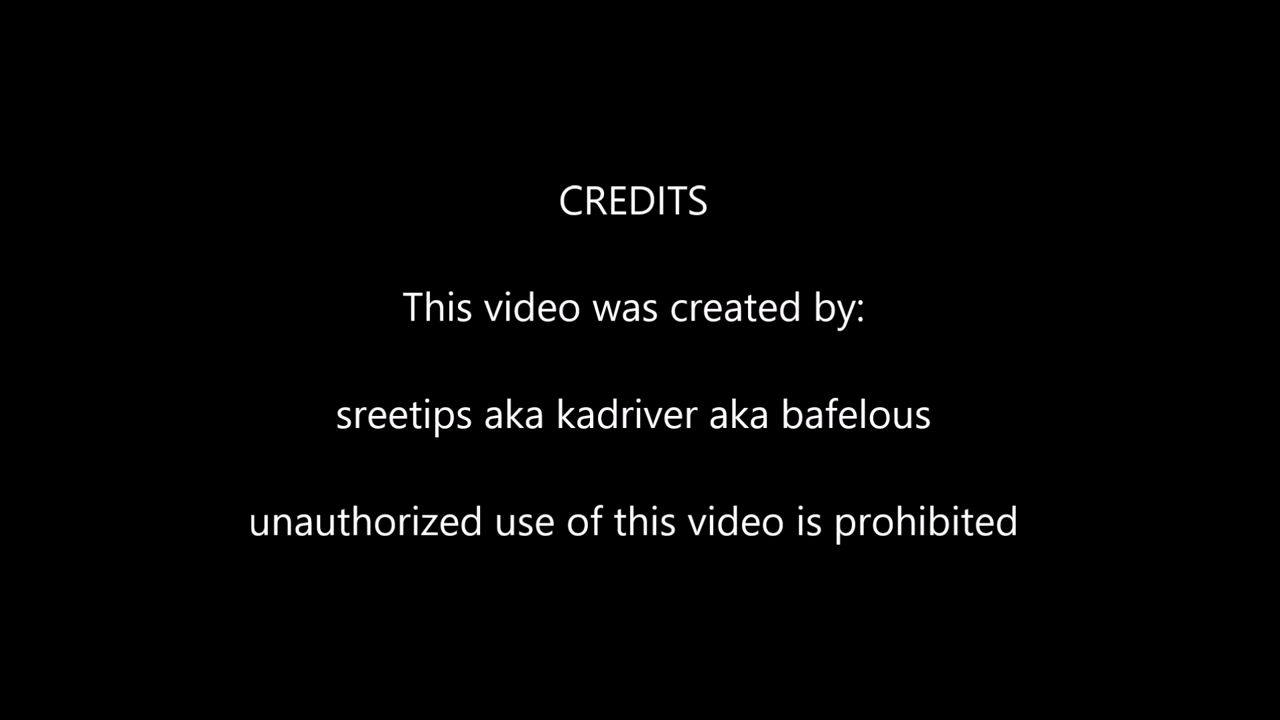 CREDITS
This video was created by:
sreetips aka kadriver aka bafelous
unauthorized use of this video is prohibited